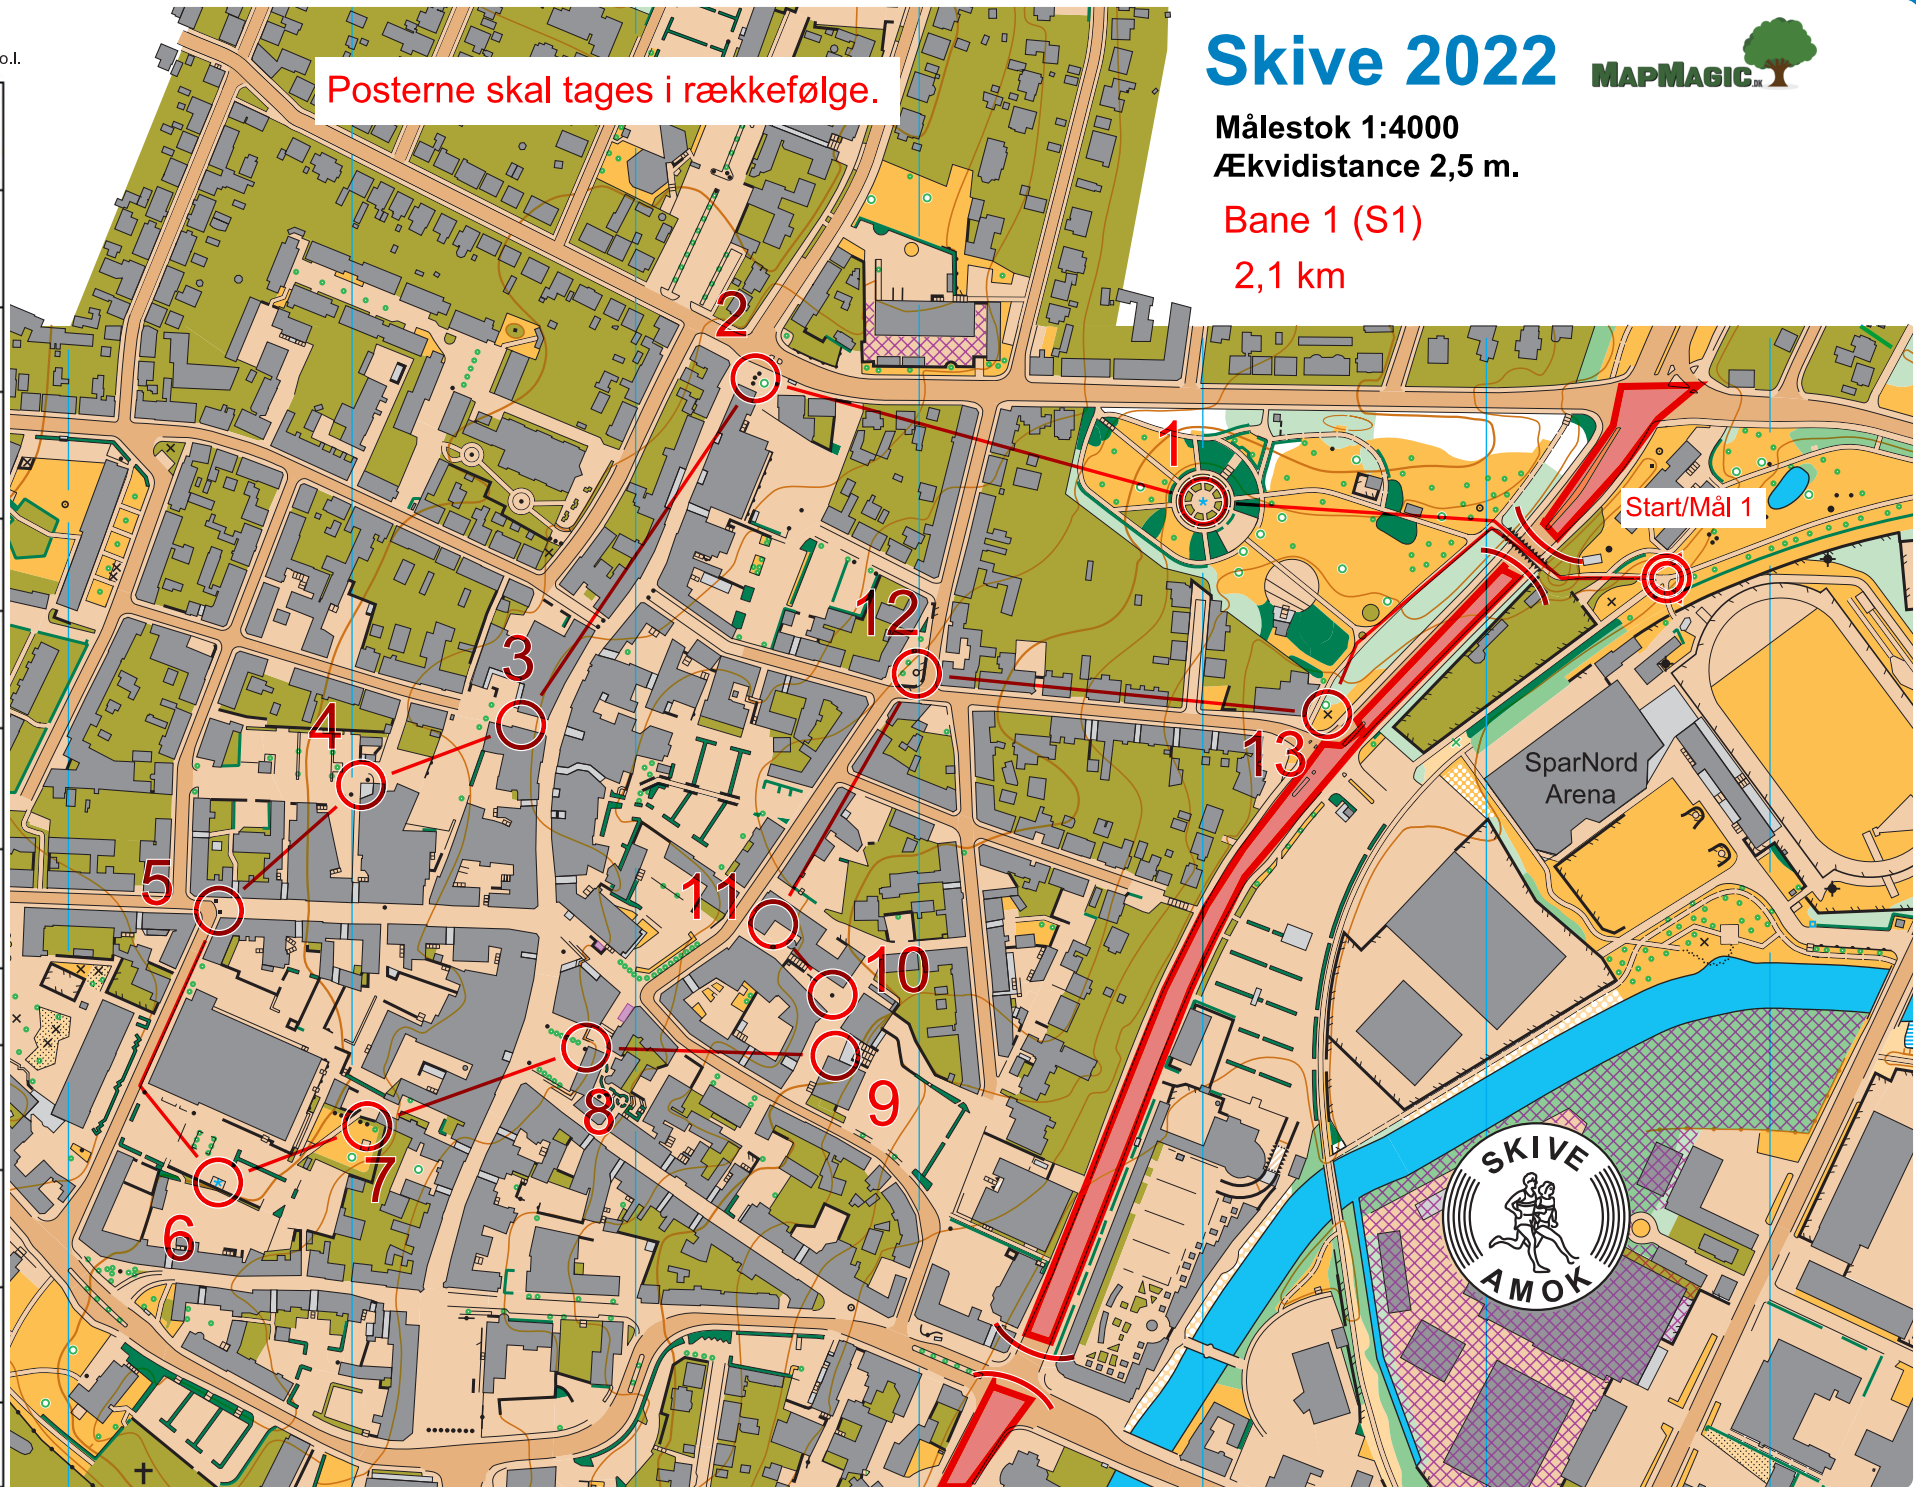 o.l.
Posterne skal tages i rækkefølge.
Skive 2022
MAPMAGIC.DK
Målestok 1:4000
Ækvidistance 2,5 m.
Bane 1 (S1)
2,1 km
2
1
Start/Mål 1
12
3
4
13
SparNord
Arena
5
11
10
9
8
7
6
SKIVE
AMOK